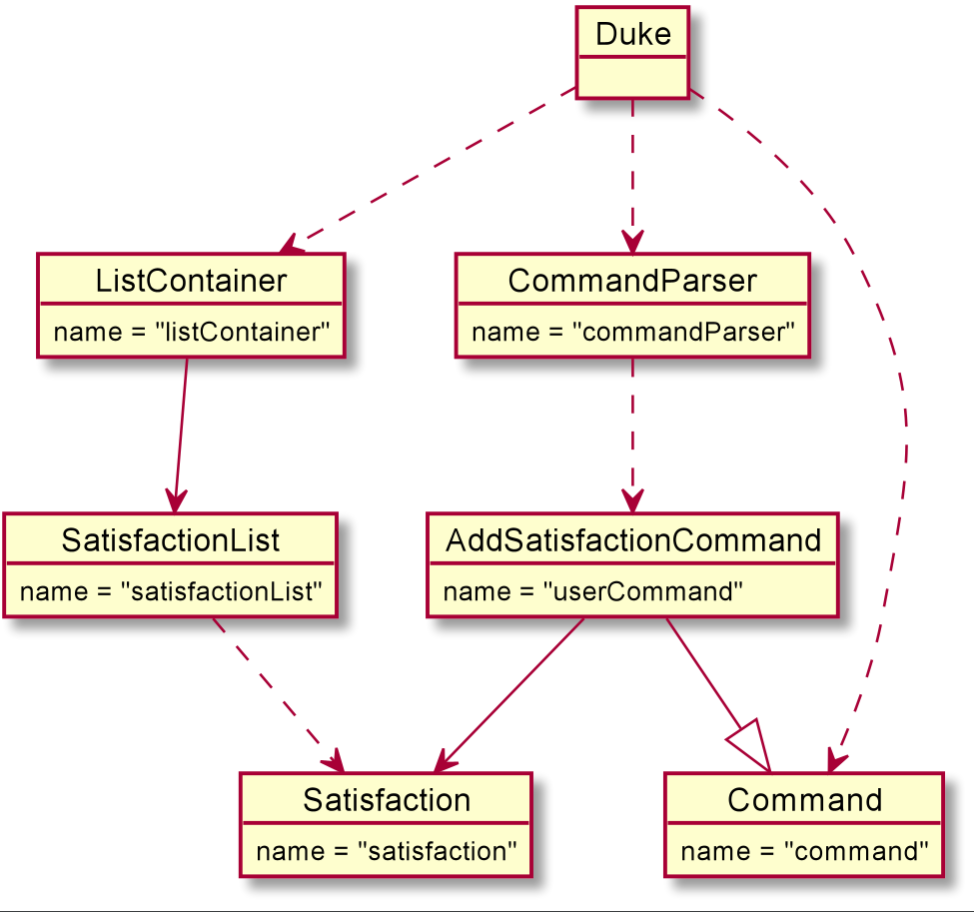 Duke
ListContainer
name = "listContainer"
CommandParser
name = "commandParser"
SatisfactionList
name = "satisfactionList"
AddSatisfactionCommand
name = "userCommand"
Satisfaction
name = "satisfaction"
Command
name = "command"